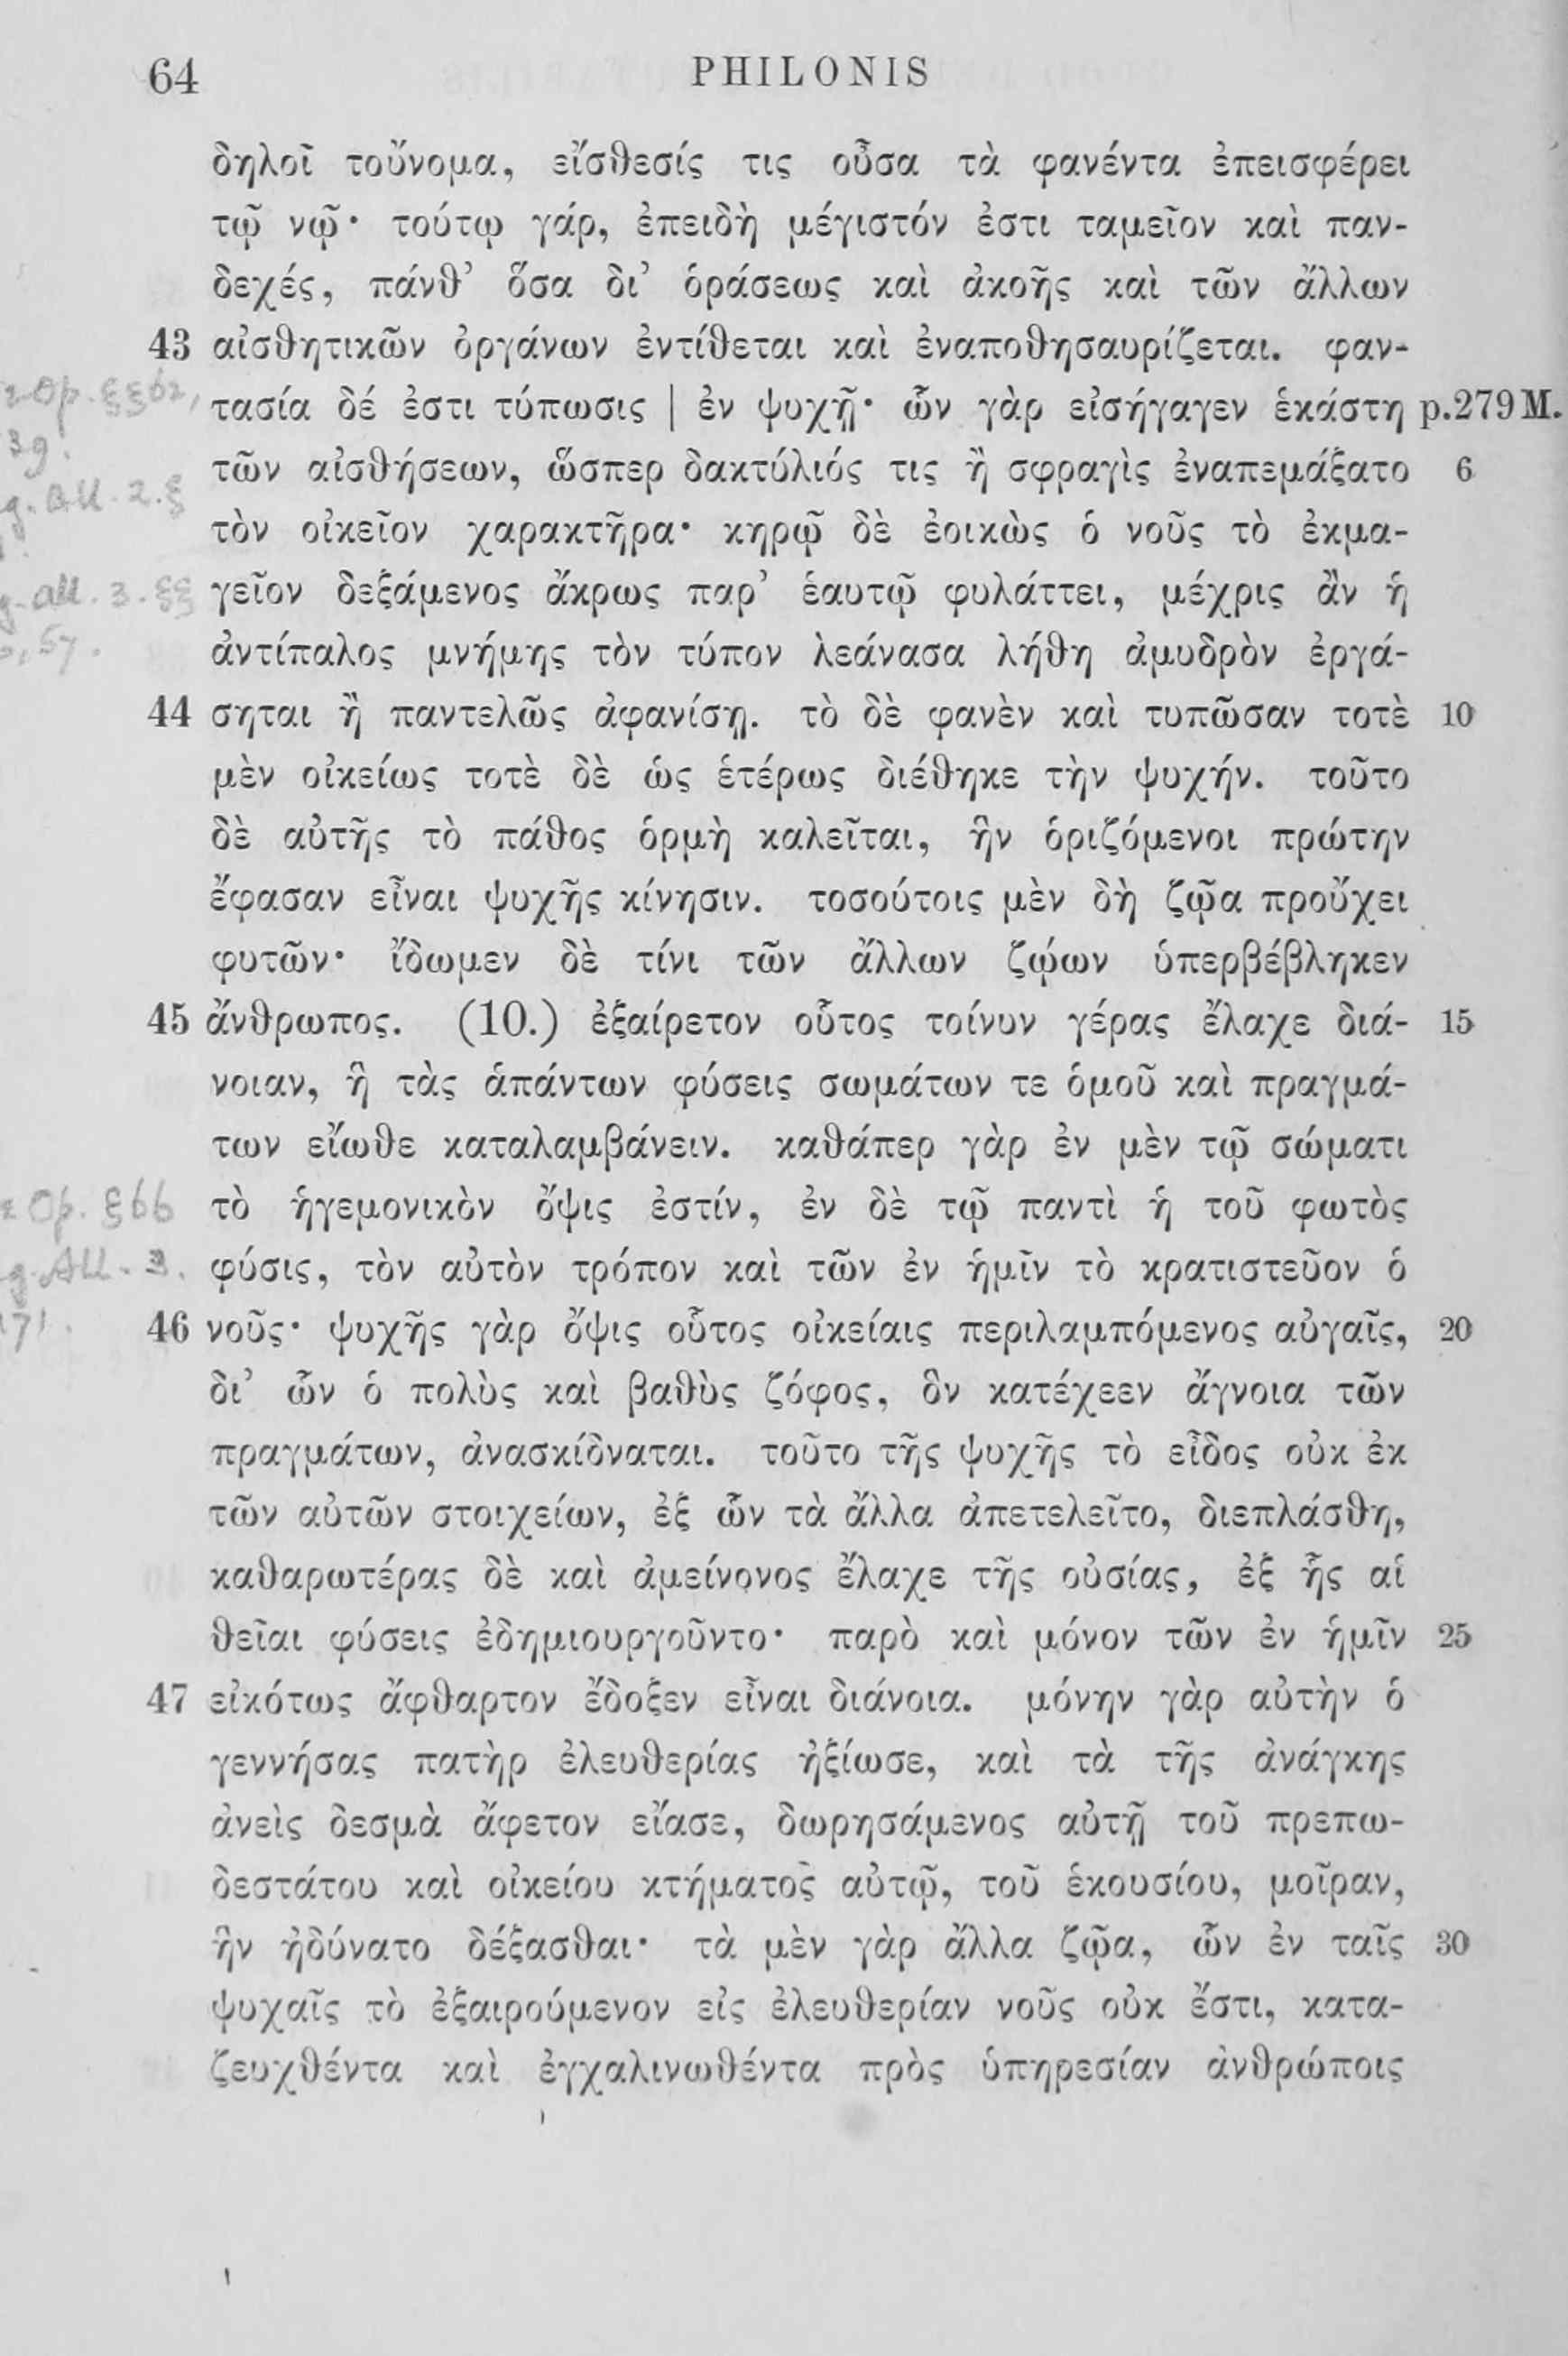 64 PHILONIS
δηλοῖ τοὔνομα, εἴσθεσίς τις οὖσα τὰ φανέντα ἐπεισφέρει
τῷ νῷ· τούτῳ γάρ, ἐπειδὴ μέγιστόν ἐστι ταμεῖον καὶ παν-
δεχές, πάνθ’ ὅσα δι’ ὁράσεως καὶ ἀκοῆς καὶ τῶν ἄλλων
43 αἰσθητικῶν ὀργάνων ἐντίθεται καὶ ἐναποθησαυρίζεται. φαν-
τασία δέ ἐστι τύπωσις | ἐν ψυχῇ· ὧν γὰρ εἰσήγαγεν ἑκάστη p.279 M.
τῶν αἰσθήσεων, ὥσπερ δακτύλιός τις ἢ σφραγὶς ἐναπεμάξατο 6
τὸν οἰκεῖον χαρακτῆρα· κηρῷ δὲ ἐοικὼς ὁ νοῦς τὸ ἐκμα-
γεῖον δεξάμενος ἄκρως παρ’ ἑαυτῷ φυλάττει, μέχρις ἂν ἡ
ἀντίπαλος μνήμης τὸν τύπον λεάνασα λήθη ἀμυδρὸν ἐργά-
44 σηται ἢ παντελῶς ἀφανίσῃ. τὸ δὲ φανὲν καὶ τυπῶσαν τοτὲ 10
μὲν οἰκείως τοτὲ δὲ ὡς ἑτέρως διέθηκε τὴν ψυχήν. τοῦτο
δὲ αὐτῆς τὸ πάθος ὁρμὴ καλεῖται, ἣν ὁριζόμενοι πρώτην
ἔφασαν εἶναι ψυχῆς κίνησιν. τοσούτοις μὲν δὴ ζῷα προὔχει
φυτῶν· ἴδωμεν δὲ τίνι τῶν ἄλλων ζῴων ὑπερβέβληκεν
45 ἄνθρωπος. (10.) ἐξαίρετον οὗτος τοίνυν γέρας ἔλαχε διά- 15
νοιαν, ἣ τὰς ἁπάντων φύσεις σωμάτων τε ὁμοῦ καὶ πραγμά-
των εἴωθε καταλαμβάνειν. καθάπερ γὰρ ἐν μὲν τῷ σώματι
τὸ ἡγεμονικὸν ὄψις ἐστίν, ἐν δὲ τῷ παντὶ ἡ τοῦ φωτὸς
φύσις, τὸν αὐτὸν τρόπον καὶ τῶν ἐν ἡμῖν τὸ κρατιστεῦον ὁ
46 νοῦς· ψυχῆς γὰρ ὄψις οὗτος οἰκείαις περιλαμπόμενος αὐγαῖς, 20
δι’ ὧν ὁ πολὺς καὶ βαθὺς ζόφος, ὃν κατέχεεν ἄγνοια τῶν
πραγμάτων, ἀνασκίδναται. τοῦτο τῆς ψυχῆς τὸ εἶδος οὐκ ἐκ
τῶν αὐτῶν στοιχείων, ἐξ ὧν τὰ ἄλλα ἀπετελεῖτο, διεπλάσθη,
καθαρωτέρας δὲ καὶ ἀμείνονος ἔλαχε τῆς οὐσίας, ἐξ ἧς αἱ
θεῖαι φύσεις ἐδημιουργοῦντο· παρὸ καὶ μόνον τῶν ἐν ἡμῖν 25
47 εἰκότως ἄφθαρτον ἔδοξεν εἶναι διάνοια. μόνην γὰρ αὐτὴν ὁ
γεννήσας πατὴρ ἐλευθερίας ἠξίωσε, καὶ τὰ τῆς ἀνάγκης
ἀνεὶς δεσμὰ ἄφετον εἴασε, δωρησάμενος αὐτῇ τοῦ πρεπω-
δεστάτου καὶ οἰκείου κτήματος αὐτῷ, τοῦ ἑκουσίου, μοῖραν,
ἣν ἠδύνατο δέξασθαι· τὰ μὲν γὰρ ἄλλα ζῷα, ὧν ἐν ταῖς 30
ψυχαῖς τὸ ἐξαιρούμενον εἰς ἐλευθερίαν νοῦς οὐκ ἔστι, κατα-
ζευχθέντα καὶ ἐγχαλινωθέντα πρὸς ὑπηρεσίαν ἀνθρώποις
Op. §§62,
39.
All. 2. §
All. 3. §§
57.
Op. §66
All. 3.
171.